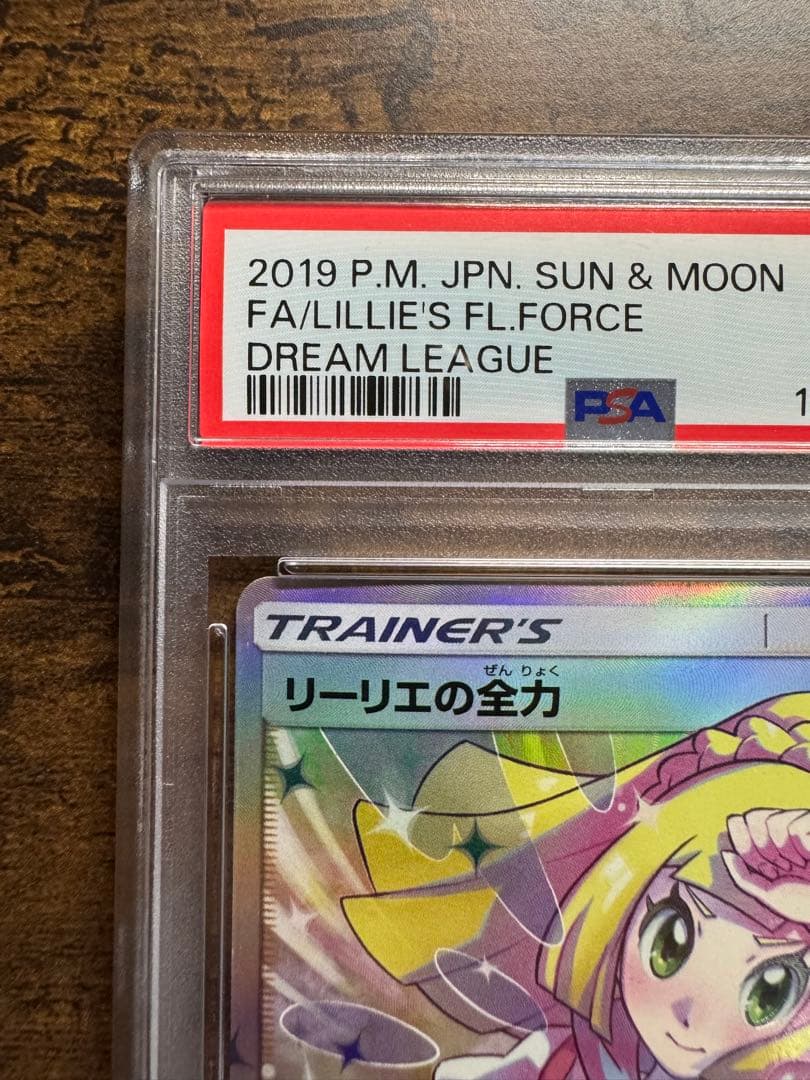 2019 P.M. JPN. SUN & MOON
FA/LILLIE'S FL.FORCE
DREAM LEAGUE
PSA
1
TRAINER'S
ぜん りょく
リーリエの全力